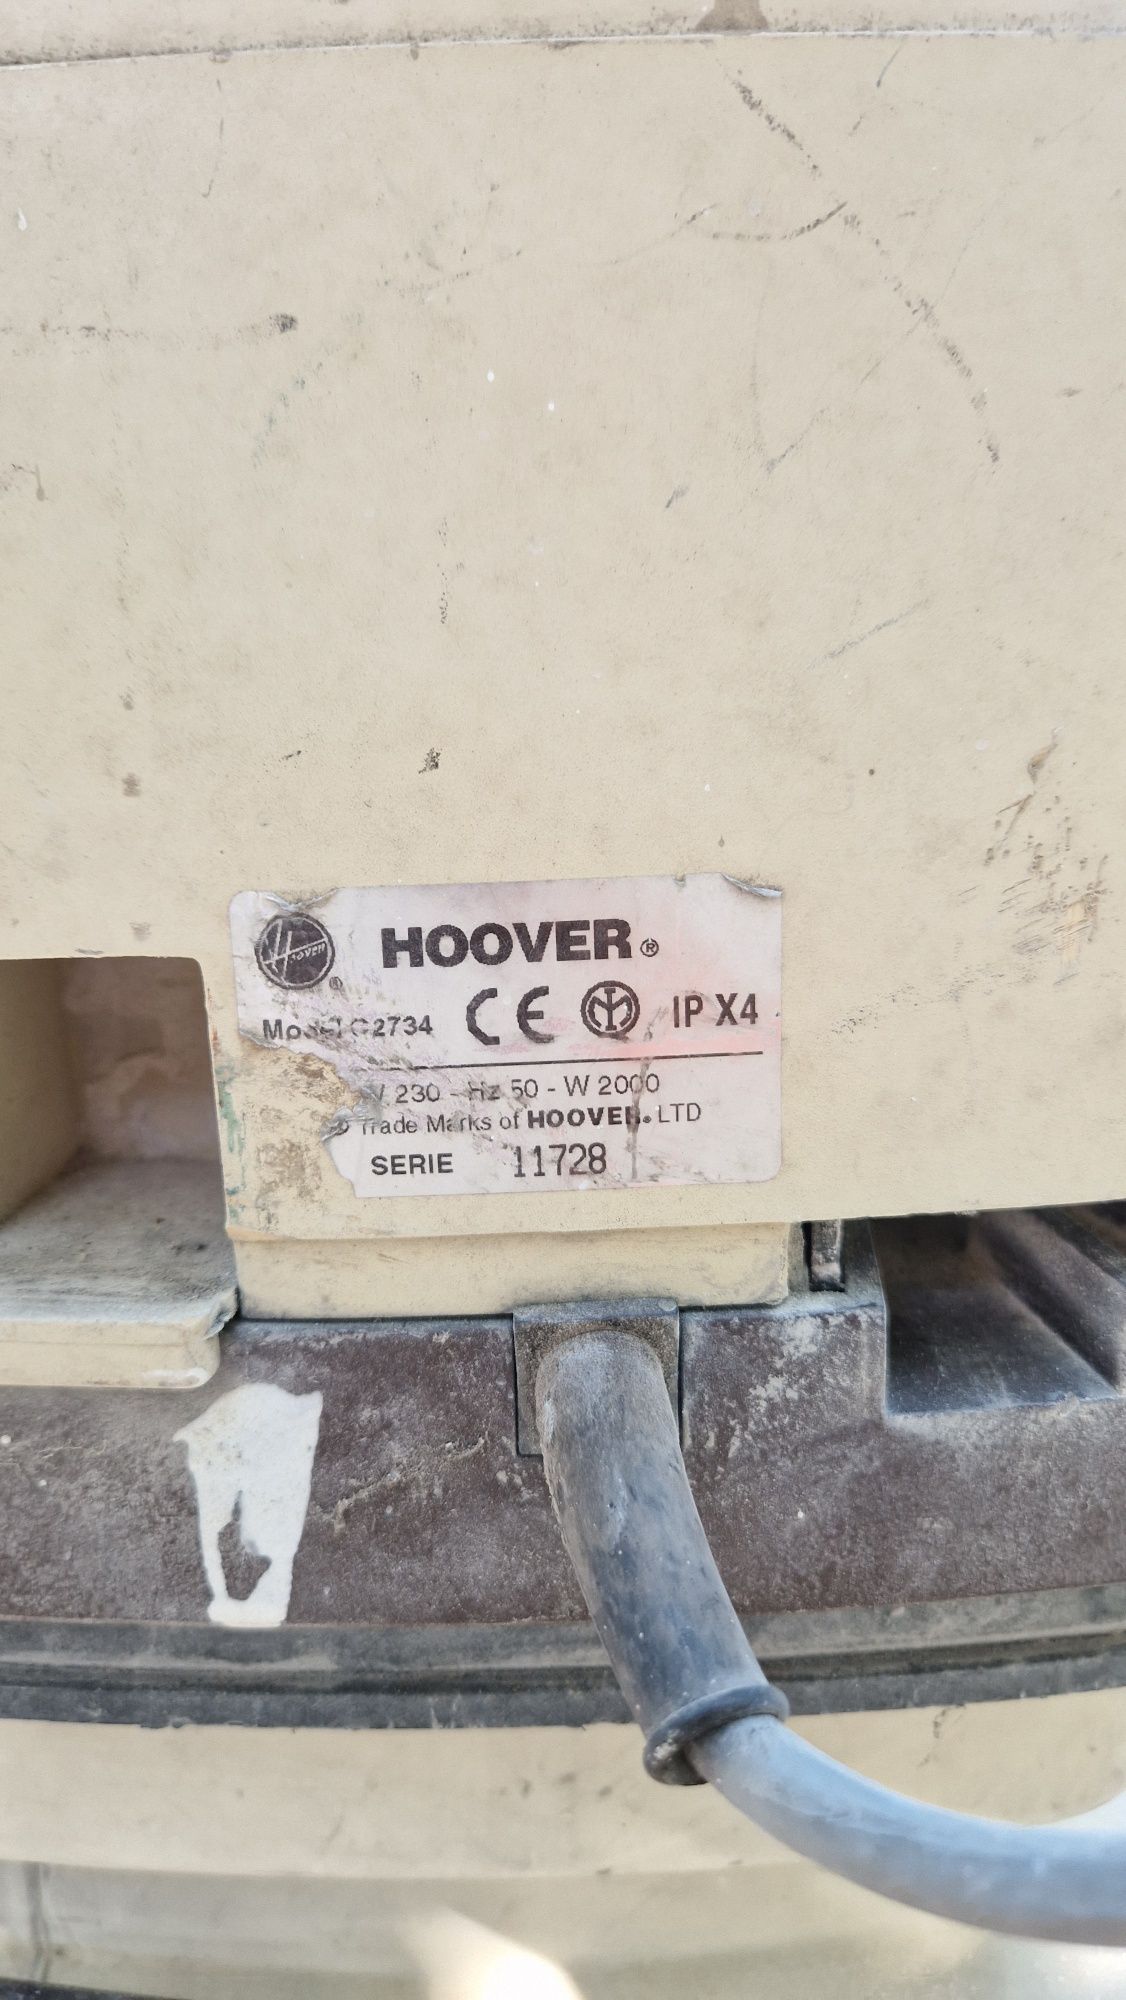 HOOVER ®
HOOVER ®
C2734 CE IP X4
V 230 - Hz 50 - W 2000
Trade Marks of HOOVER® LTD
SERIE 11728